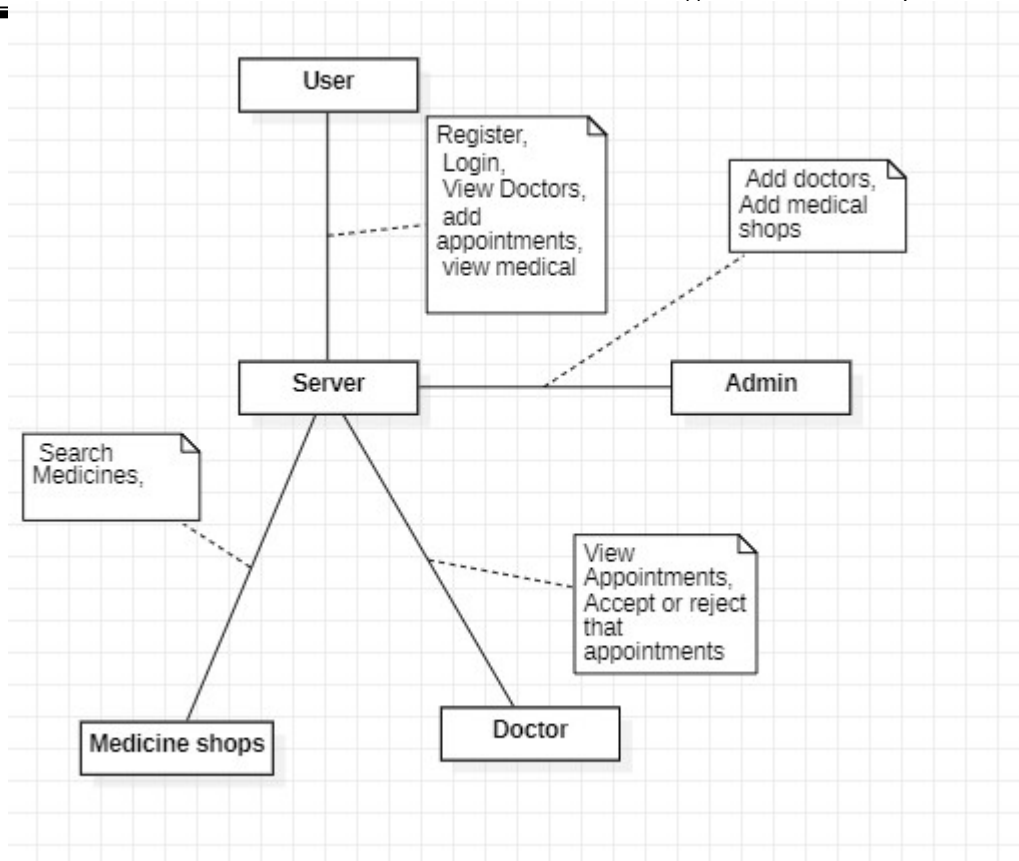 User
Register,
Login,
View Doctors,
add
appointments,
view medical
Add doctors,
Add medical
shops
Server
Admin
Search
Medicines,
View
Appointments,
Accept or reject
that
appointments
Medicine shops
Doctor